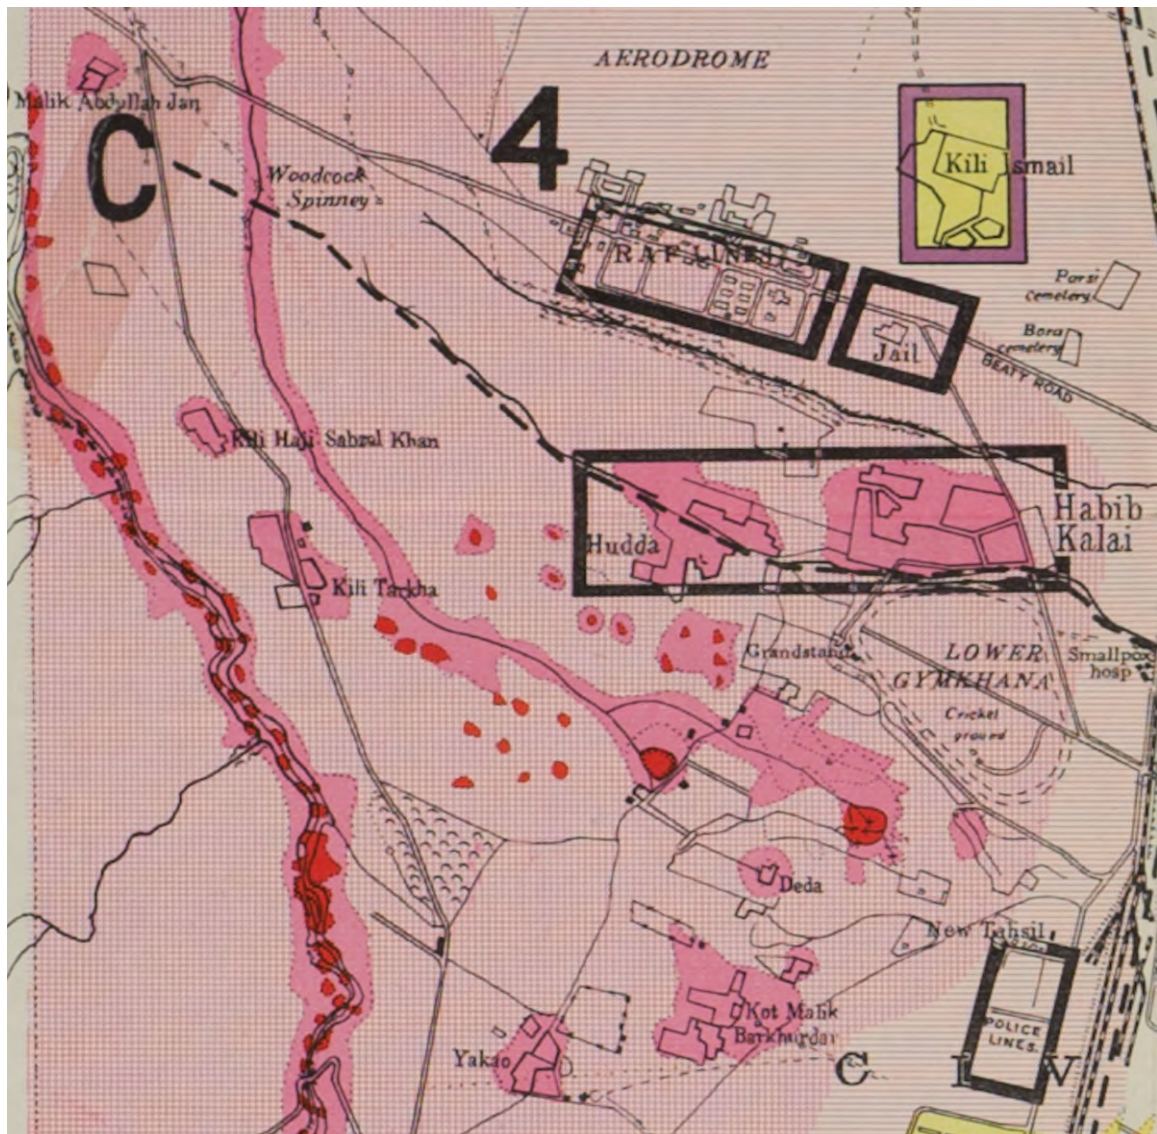 AERODROME
Malik Abdullah Jan
C
4
Woodcock
Spinney
Kili Ismail
R A F LINES
Parsi
cemetery
Jail
Bora
cemetery
BEATTY ROAD
Kili Haji Sabzal Khan
Habib
Kalai
Hudda
Kili Tarkha
Grandstand
LOWER
GYMKHANA
Smallpox
hosp
Cricket
ground
Deda
New Tahsil
Kot Malik
Barkhurdar
POLICE
LINES.
Yakao
C I V